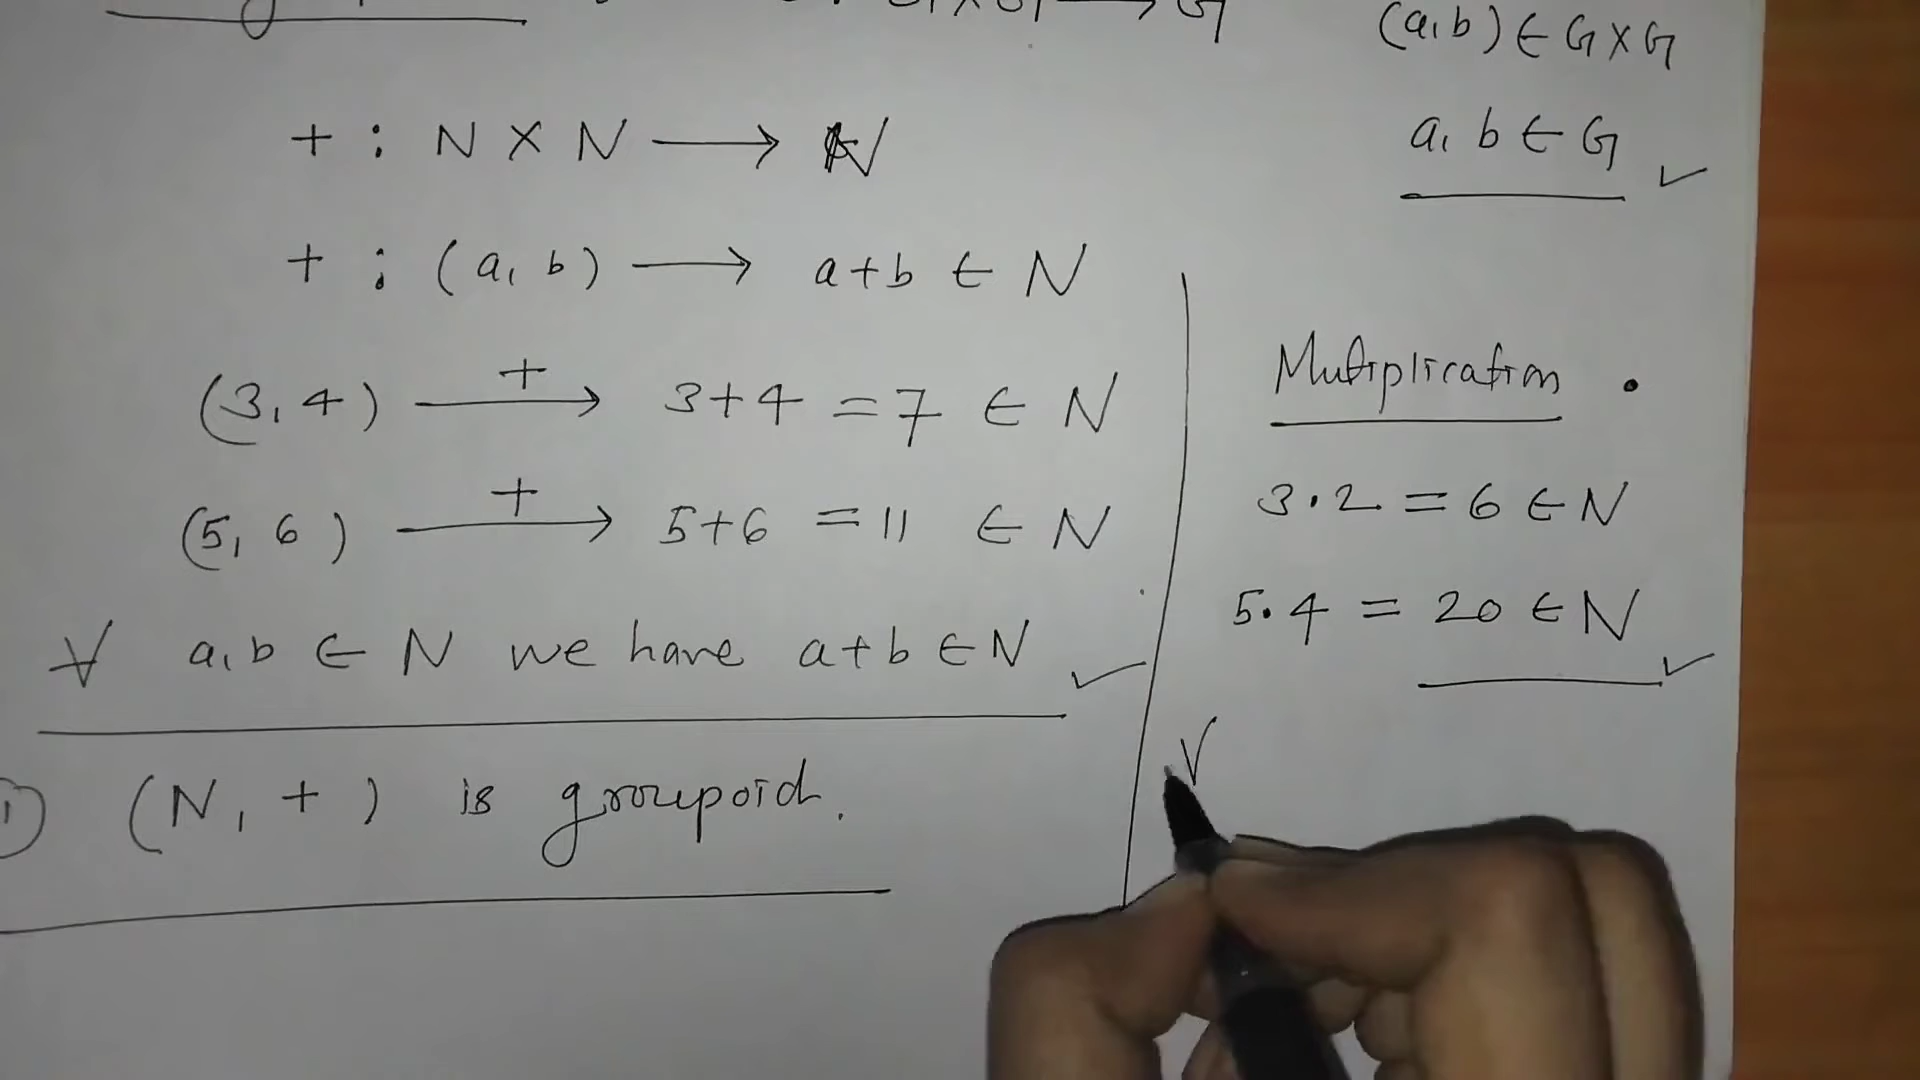 G×G → G
(a,b) ∈ G×G
+ : N × N → N
a, b ∈ G ✓
+ : (a, b) → a+b ∈ N
(3, 4) —+→ 3+4 = 7 ∈ N
(5, 6) —+→ 5+6 = 11 ∈ N
∀ a,b ∈ N we have a+b ∈ N ✓
① (N, +) is groupoid.
Multiplication •
3·2 = 6 ∈ N
5·4 = 20 ∈ N ✓
V